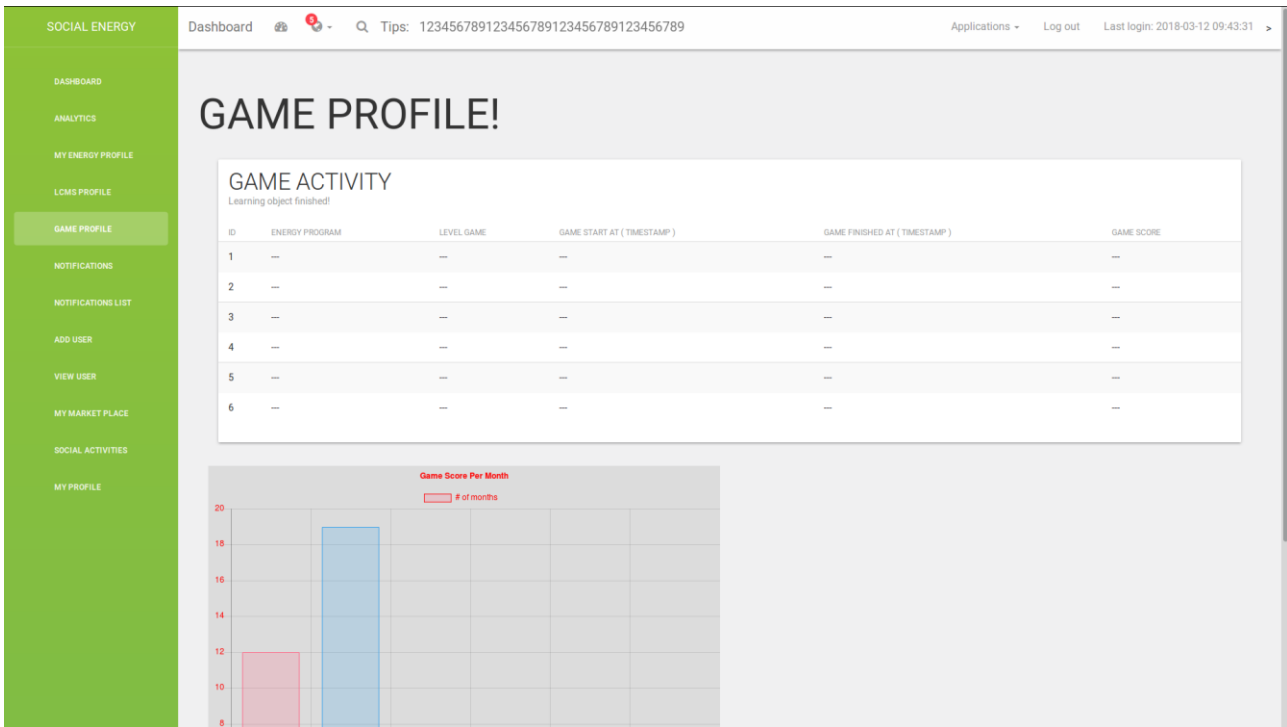 SOCIAL ENERGY
Dashboard 5 Tips: 123456789123456789123456789123456789 Applications Log out Last login: 2018-03-12 09:43:31 >
DASHBOARD
ANALYTICS
MY ENERGY PROFILE
LCMS PROFILE
GAME PROFILE
NOTIFICATIONS
NOTIFICATIONS LIST
ADD USER
VIEW USER
MY MARKET PLACE
SOCIAL ACTIVITIES
MY PROFILE
GAME PROFILE!
GAME ACTIVITY
Learning object finished!
ID ENERGY PROGRAM LEVEL GAME GAME START AT ( TIMESTAMP ) GAME FINISHED AT ( TIMESTAMP ) GAME SCORE
1 --- --- --- --- ---
2 --- --- --- --- ---
3 --- --- --- --- ---
4 --- --- --- --- ---
5 --- --- --- --- ---
6 --- --- --- --- ---
Game Score Per Month
# of months
20
18
16
14
12
10
8